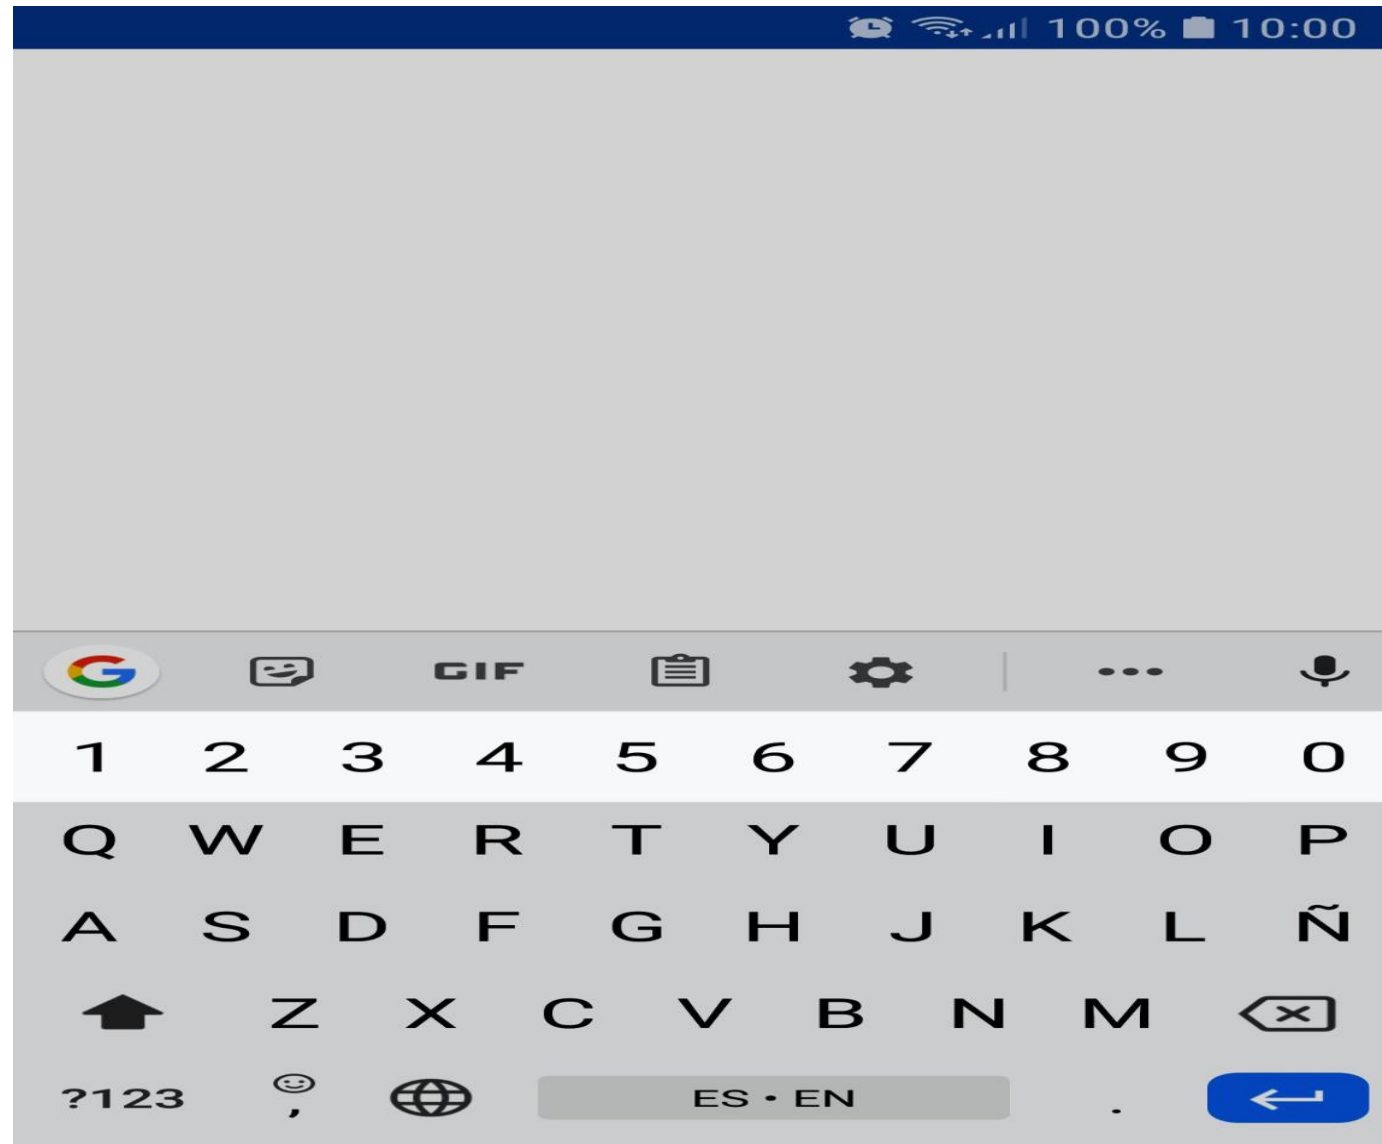 100% 10:00
G GIF
1 2 3 4 5 6 7 8 9 0
Q W E R T Y U I O P
A S D F G H J K L Ñ
Z X C V B N M
?123 , ES • EN .